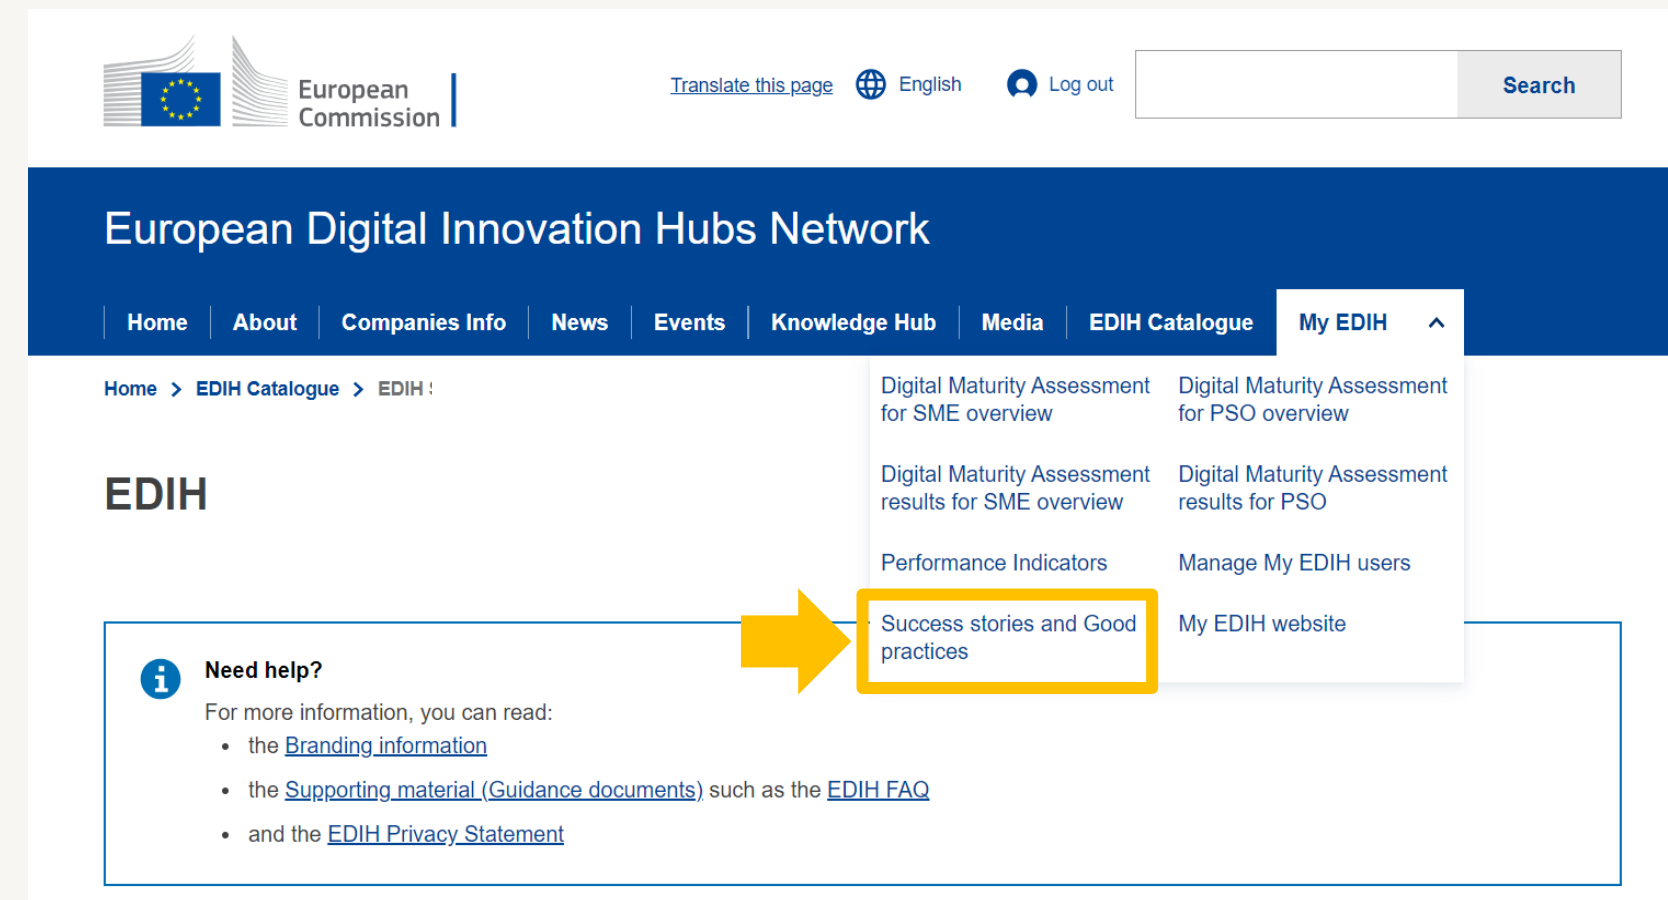 European
Commission
Translate this page
English
Log out
Search
European Digital Innovation Hubs Network
Home
About
Companies Info
News
Events
Knowledge Hub
Media
EDIH Catalogue
My EDIH
Home > EDIH Catalogue > EDIH
Digital Maturity Assessment
for SME overview
Digital Maturity Assessment
for PSO overview
Digital Maturity Assessment
results for SME overview
Digital Maturity Assessment
results for PSO
Performance Indicators
Manage My EDIH users
Success stories and Good
practices
My EDIH website
EDIH
Need help?
For more information, you can read:
• the Branding information
• the Supporting material (Guidance documents) such as the EDIH FAQ
• and the EDIH Privacy Statement